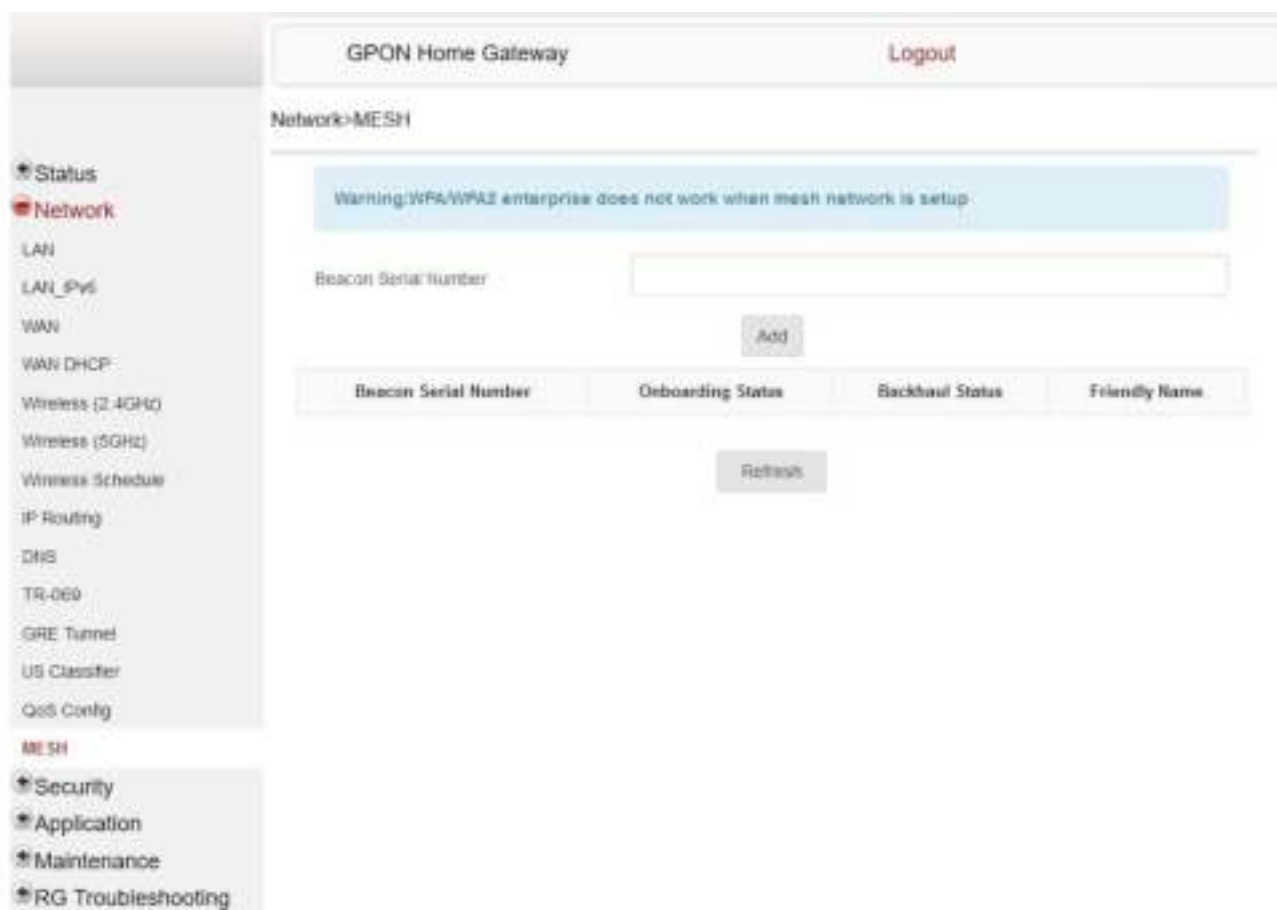 GPON Home Gateway
Logout
Network>MESH
Status
Network
LAN
LAN_IPv6
WAN
WAN DHCP
Wireless (2.4GHz)
Wireless (5GHz)
Wireless Schedule
IP Routing
DNS
TR-069
GRE Tunnel
US Classifier
QoS Config
MESH
Security
Application
Maintenance
RG Troubleshooting
Warning:WPA/WPA2 enterprise does not work when mesh network is setup
Beacon Serial Number
Add
Beacon Serial Number Onboarding Status Backhaul Status Friendly Name
Refresh